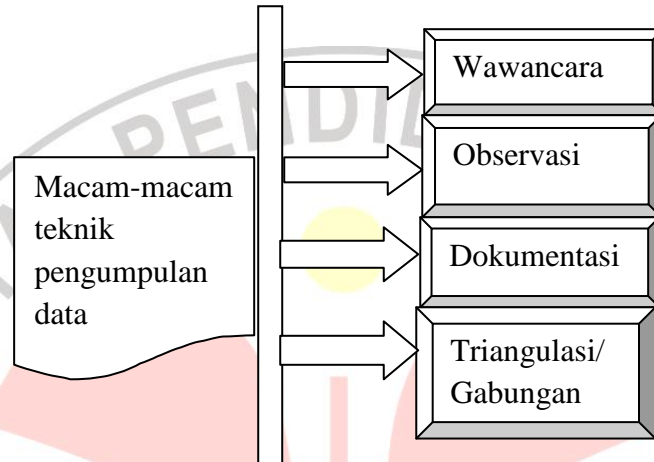 Macam-macam
teknik
pengumpulan
data
Wawancara
Observasi
Dokumentasi
Triangulasi/
Gabungan